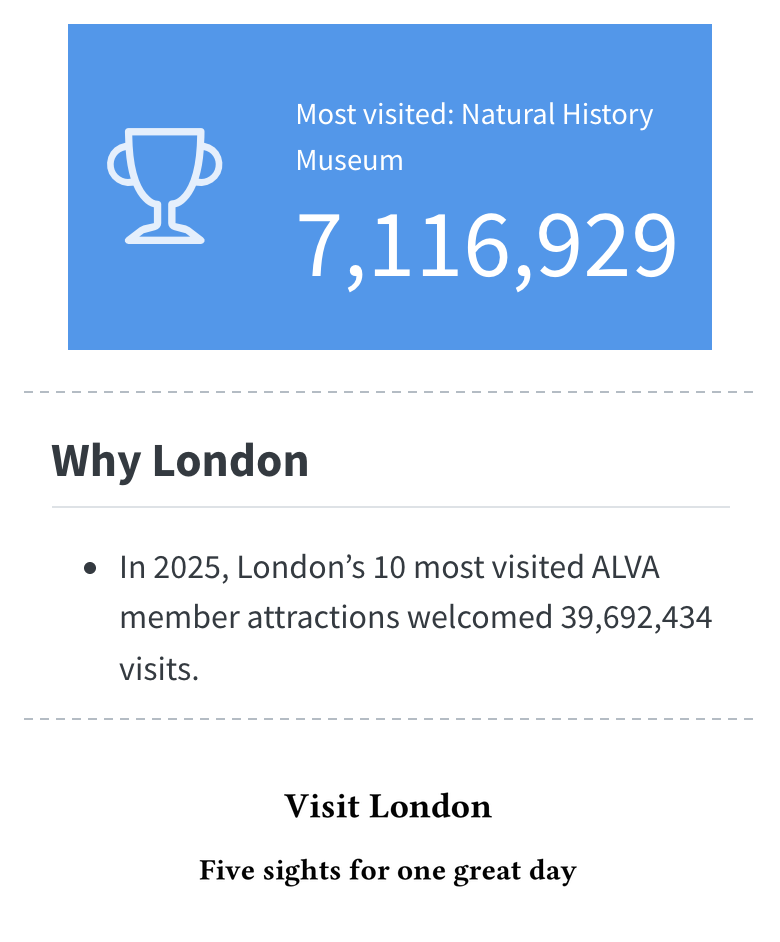 Most visited: Natural History
Museum
7,116,929
Why London
• In 2025, London’s 10 most visited ALVA
member attractions welcomed 39,692,434
visits.
Visit London
Five sights for one great day